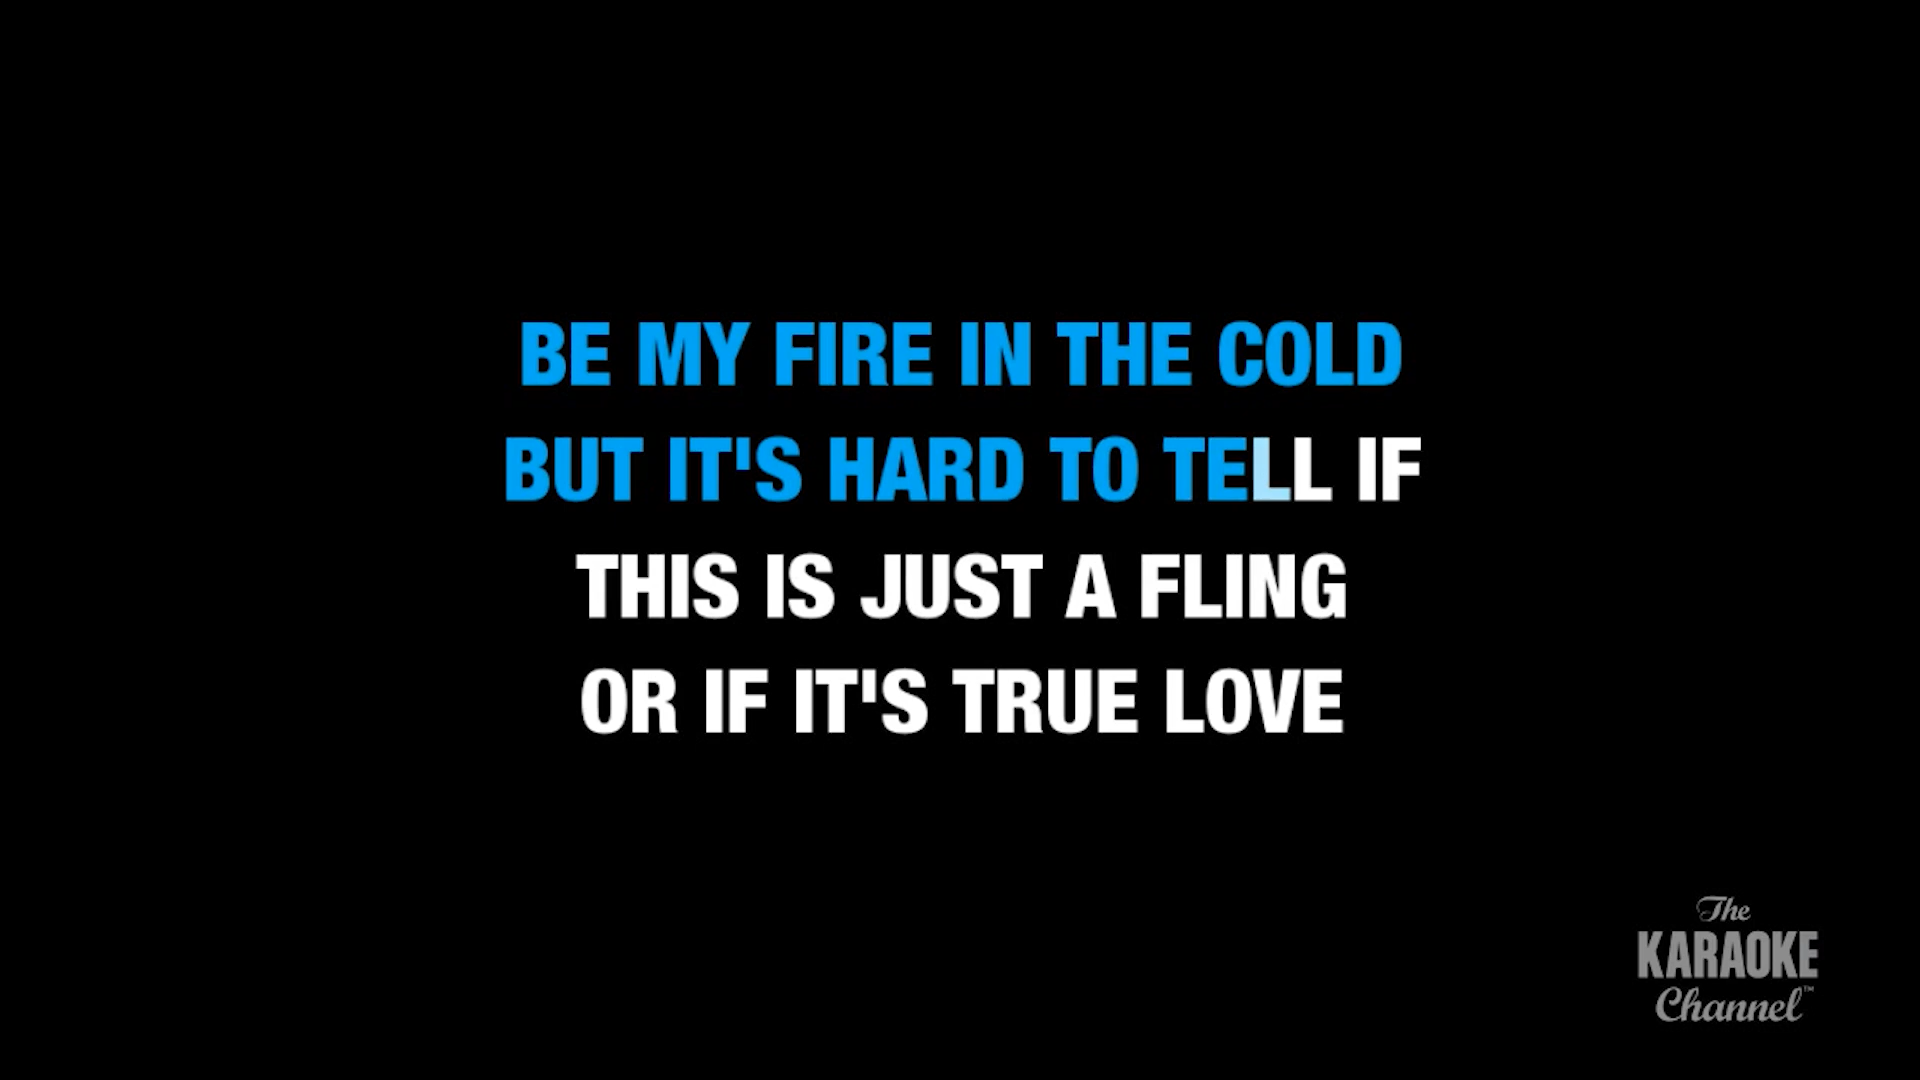 BE MY FIRE IN THE COLD
BUT IT'S HARD TO TELL IF
THIS IS JUST A FLING
OR IF IT'S TRUE LOVE
The
KARAOKE
Channel™